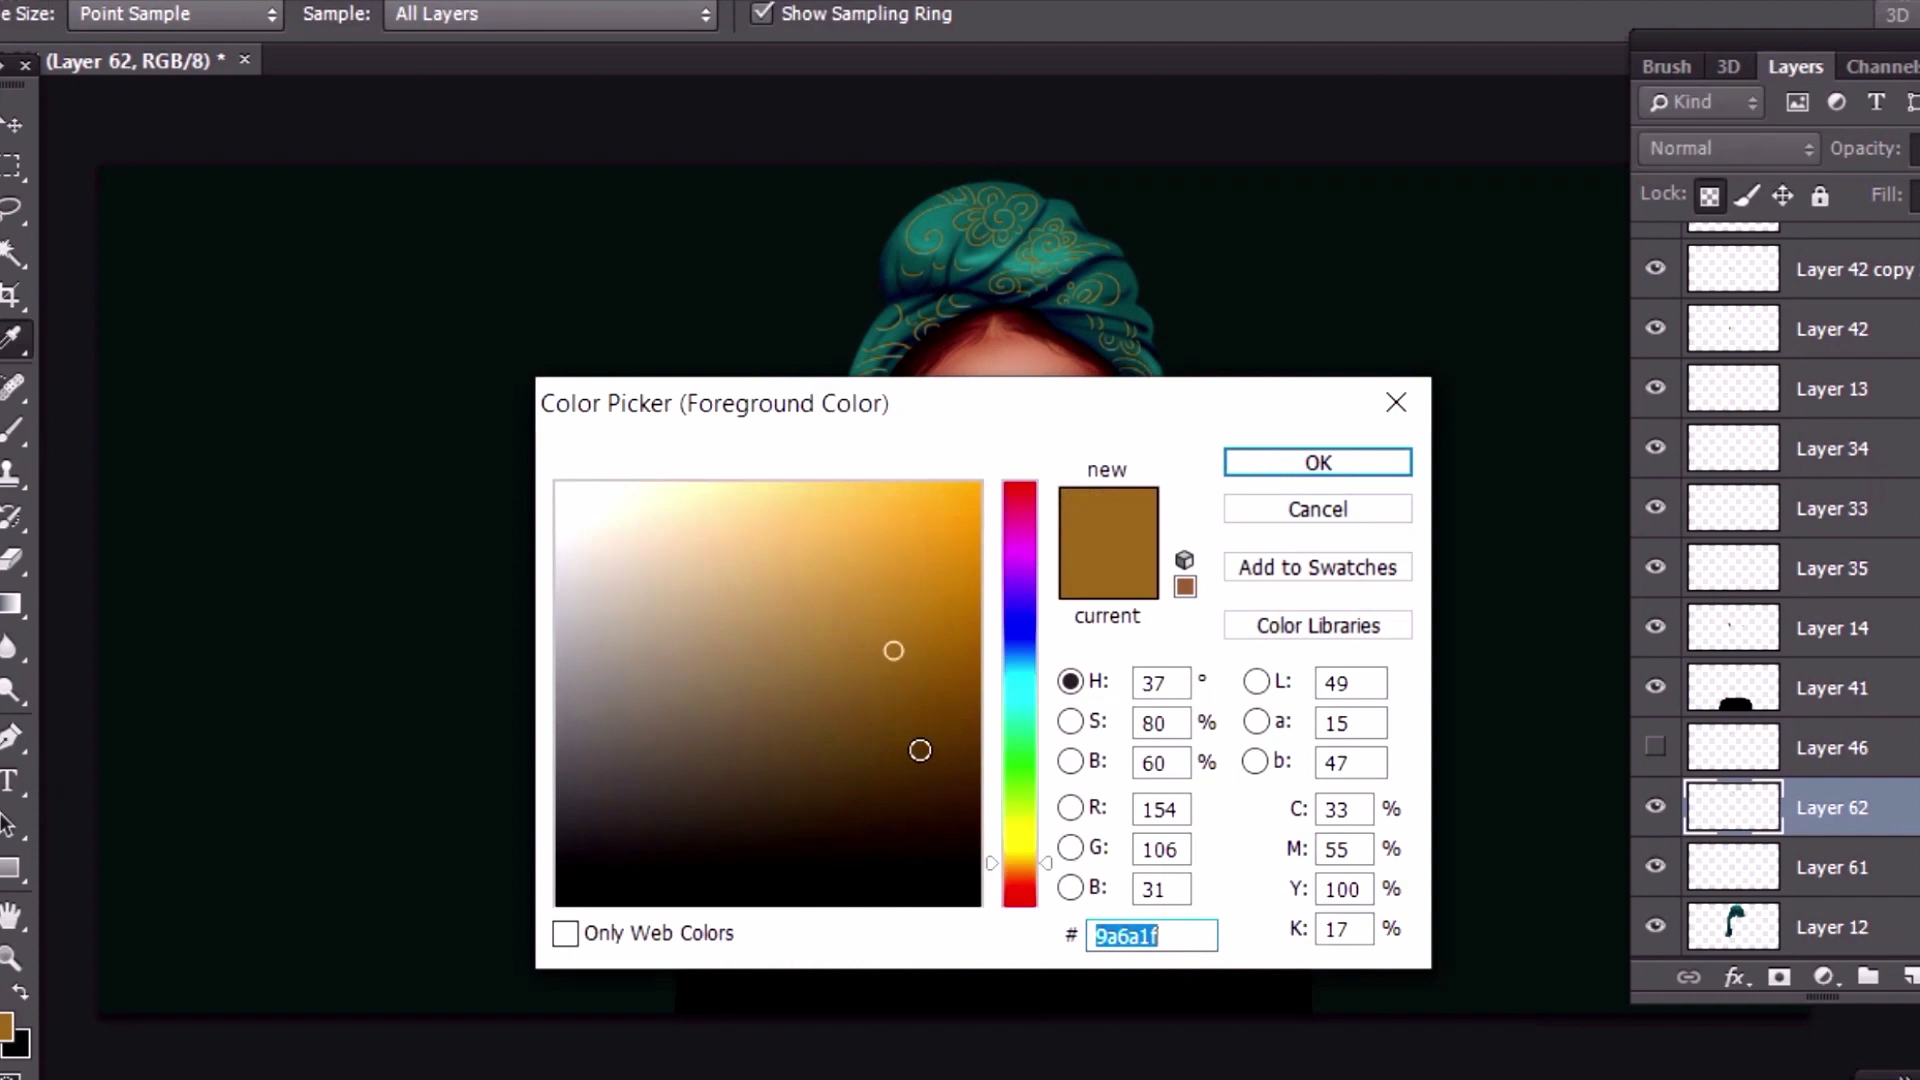 e Size: Point Sample Sample: All Layers Show Sampling Ring 3D
(Layer 62, RGB/8) * ×
Brush 3D Layers Channels
Kind
Normal Opacity:
Lock: Fill:
Layer 42 copy
Layer 42
Layer 13
Layer 34
Layer 33
Layer 35
Layer 14
Layer 41
Layer 46
Layer 62
Layer 61
Layer 12
fx
Color Picker (Foreground Color)
new
current
OK
Cancel
Add to Swatches
Color Libraries
H: 37 ° L: 49
S: 80 % a: 15
B: 60 % b: 47
R: 154 C: 33 %
G: 106 M: 55 %
B: 31 Y: 100 %
# 9a6a1f K: 17 %
Only Web Colors